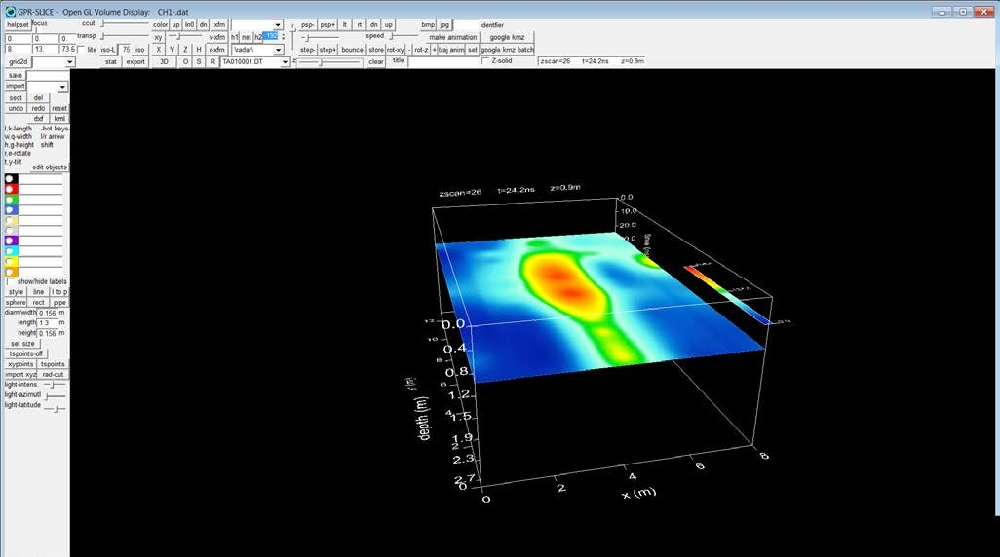 GPR-SLICE - Open GL Volume Display: CH1-.dat
helpset focus ccut color up ln0 dn xfm psp- psp+ lt rt dn up bmp jpg identifier
0. 0. 0. transp xy v-xfm h1 net h2 192 speed make animation google kmz
8. 13. 73.6 lite iso-L 75 iso X Y Z H r-xfm \radar\ step- step+ bounce store rot-xy - rot-z + traj anim set google kmz batch
grid2d stat export 3D O S R TA010001.DT clear title Z-solid zscan=26 t=24.2ns z=0.9m
save
import
sect del
undo redo reset
dxf kml
l,k-length -hot keys-
w,q-width l/r arrow
h,g-height shift
r,e-rotate
t,y-tilt
edit objects
show/hide labels
style line l to p
sphere rect pipe
diam/width 0.156 m
length 1.3 m
height 0.156 m
set size
tspoints-off
xypoints tspoints
import xyz rad-cut
light-intens.
light-azimutl
light-latitude
zscan=26 t=24.2ns z=0.9m
0.0
10.0
20.0
0.0
0.4
0.8
1.2
1.5
1.9
2.3
2.7
depth (m)
12
10
8
6
4
2
0
0
2
4
6
8
x (m)